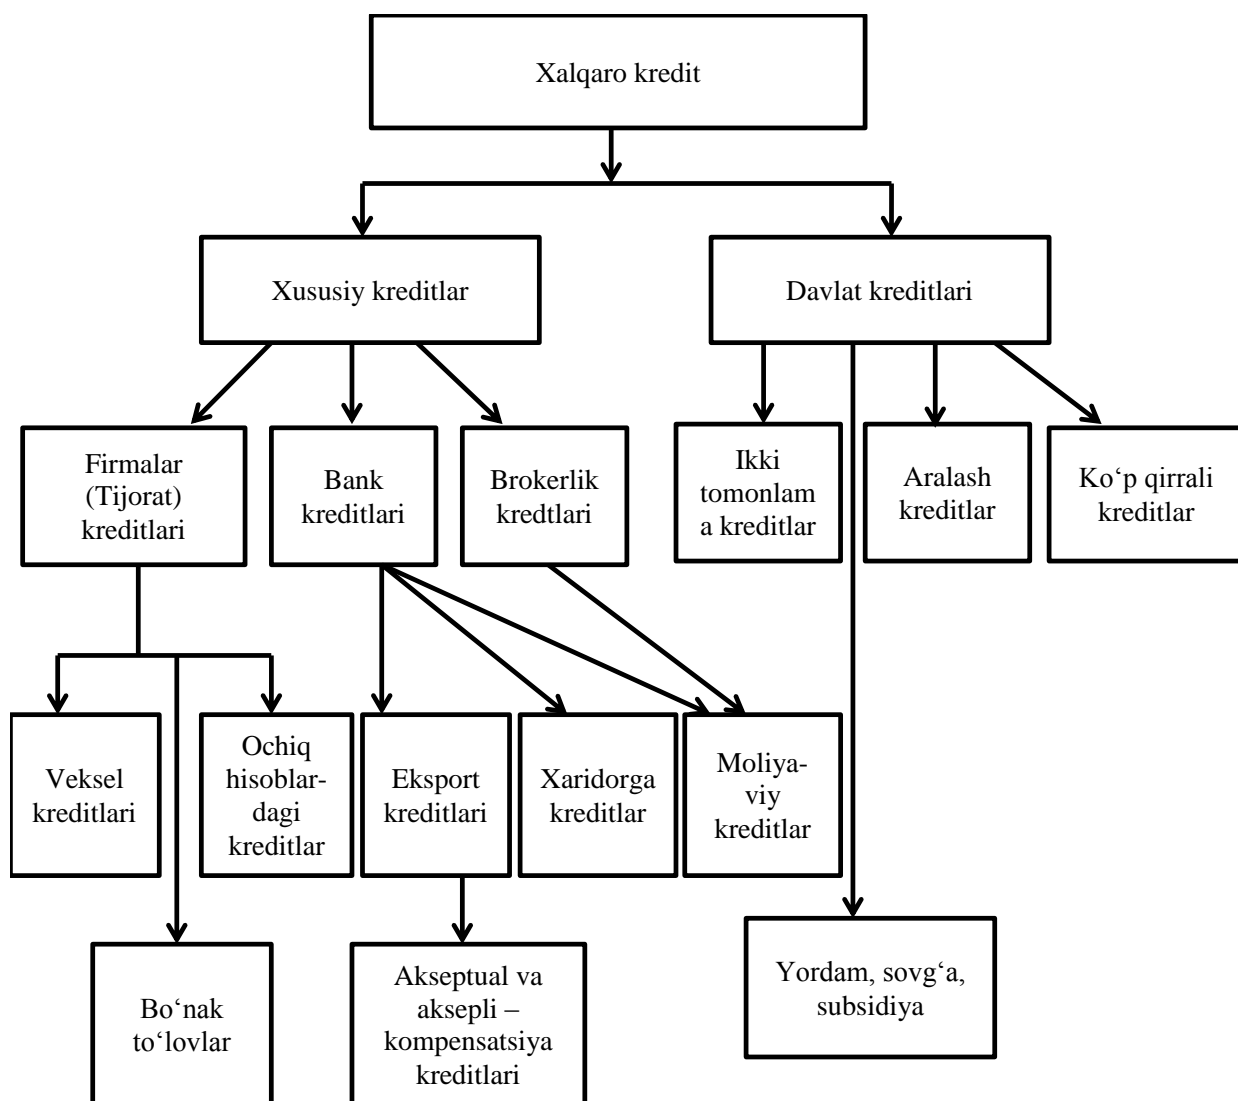 Xalqaro kredit
Xususiy kreditlar
Davlat kreditlari
Firmalar
(Tijorat)
kreditlari
Bank
kreditlari
Brokerlik
kredtlari
Ikki
tomonlam
a kreditlar
Aralash
kreditlar
Ko‘p qirrali
kreditlar
Veksel
kreditlari
Ochiq
hisoblar-
dagi
kreditlar
Eksport
kreditlari
Xaridorga
kreditlar
Moliya-
viy
kreditlar
Bo‘nak
to‘lovlar
Akseptual va
aksepli –
kompensatsiya
kreditlari
Yordam, sovg‘a,
subsidiya